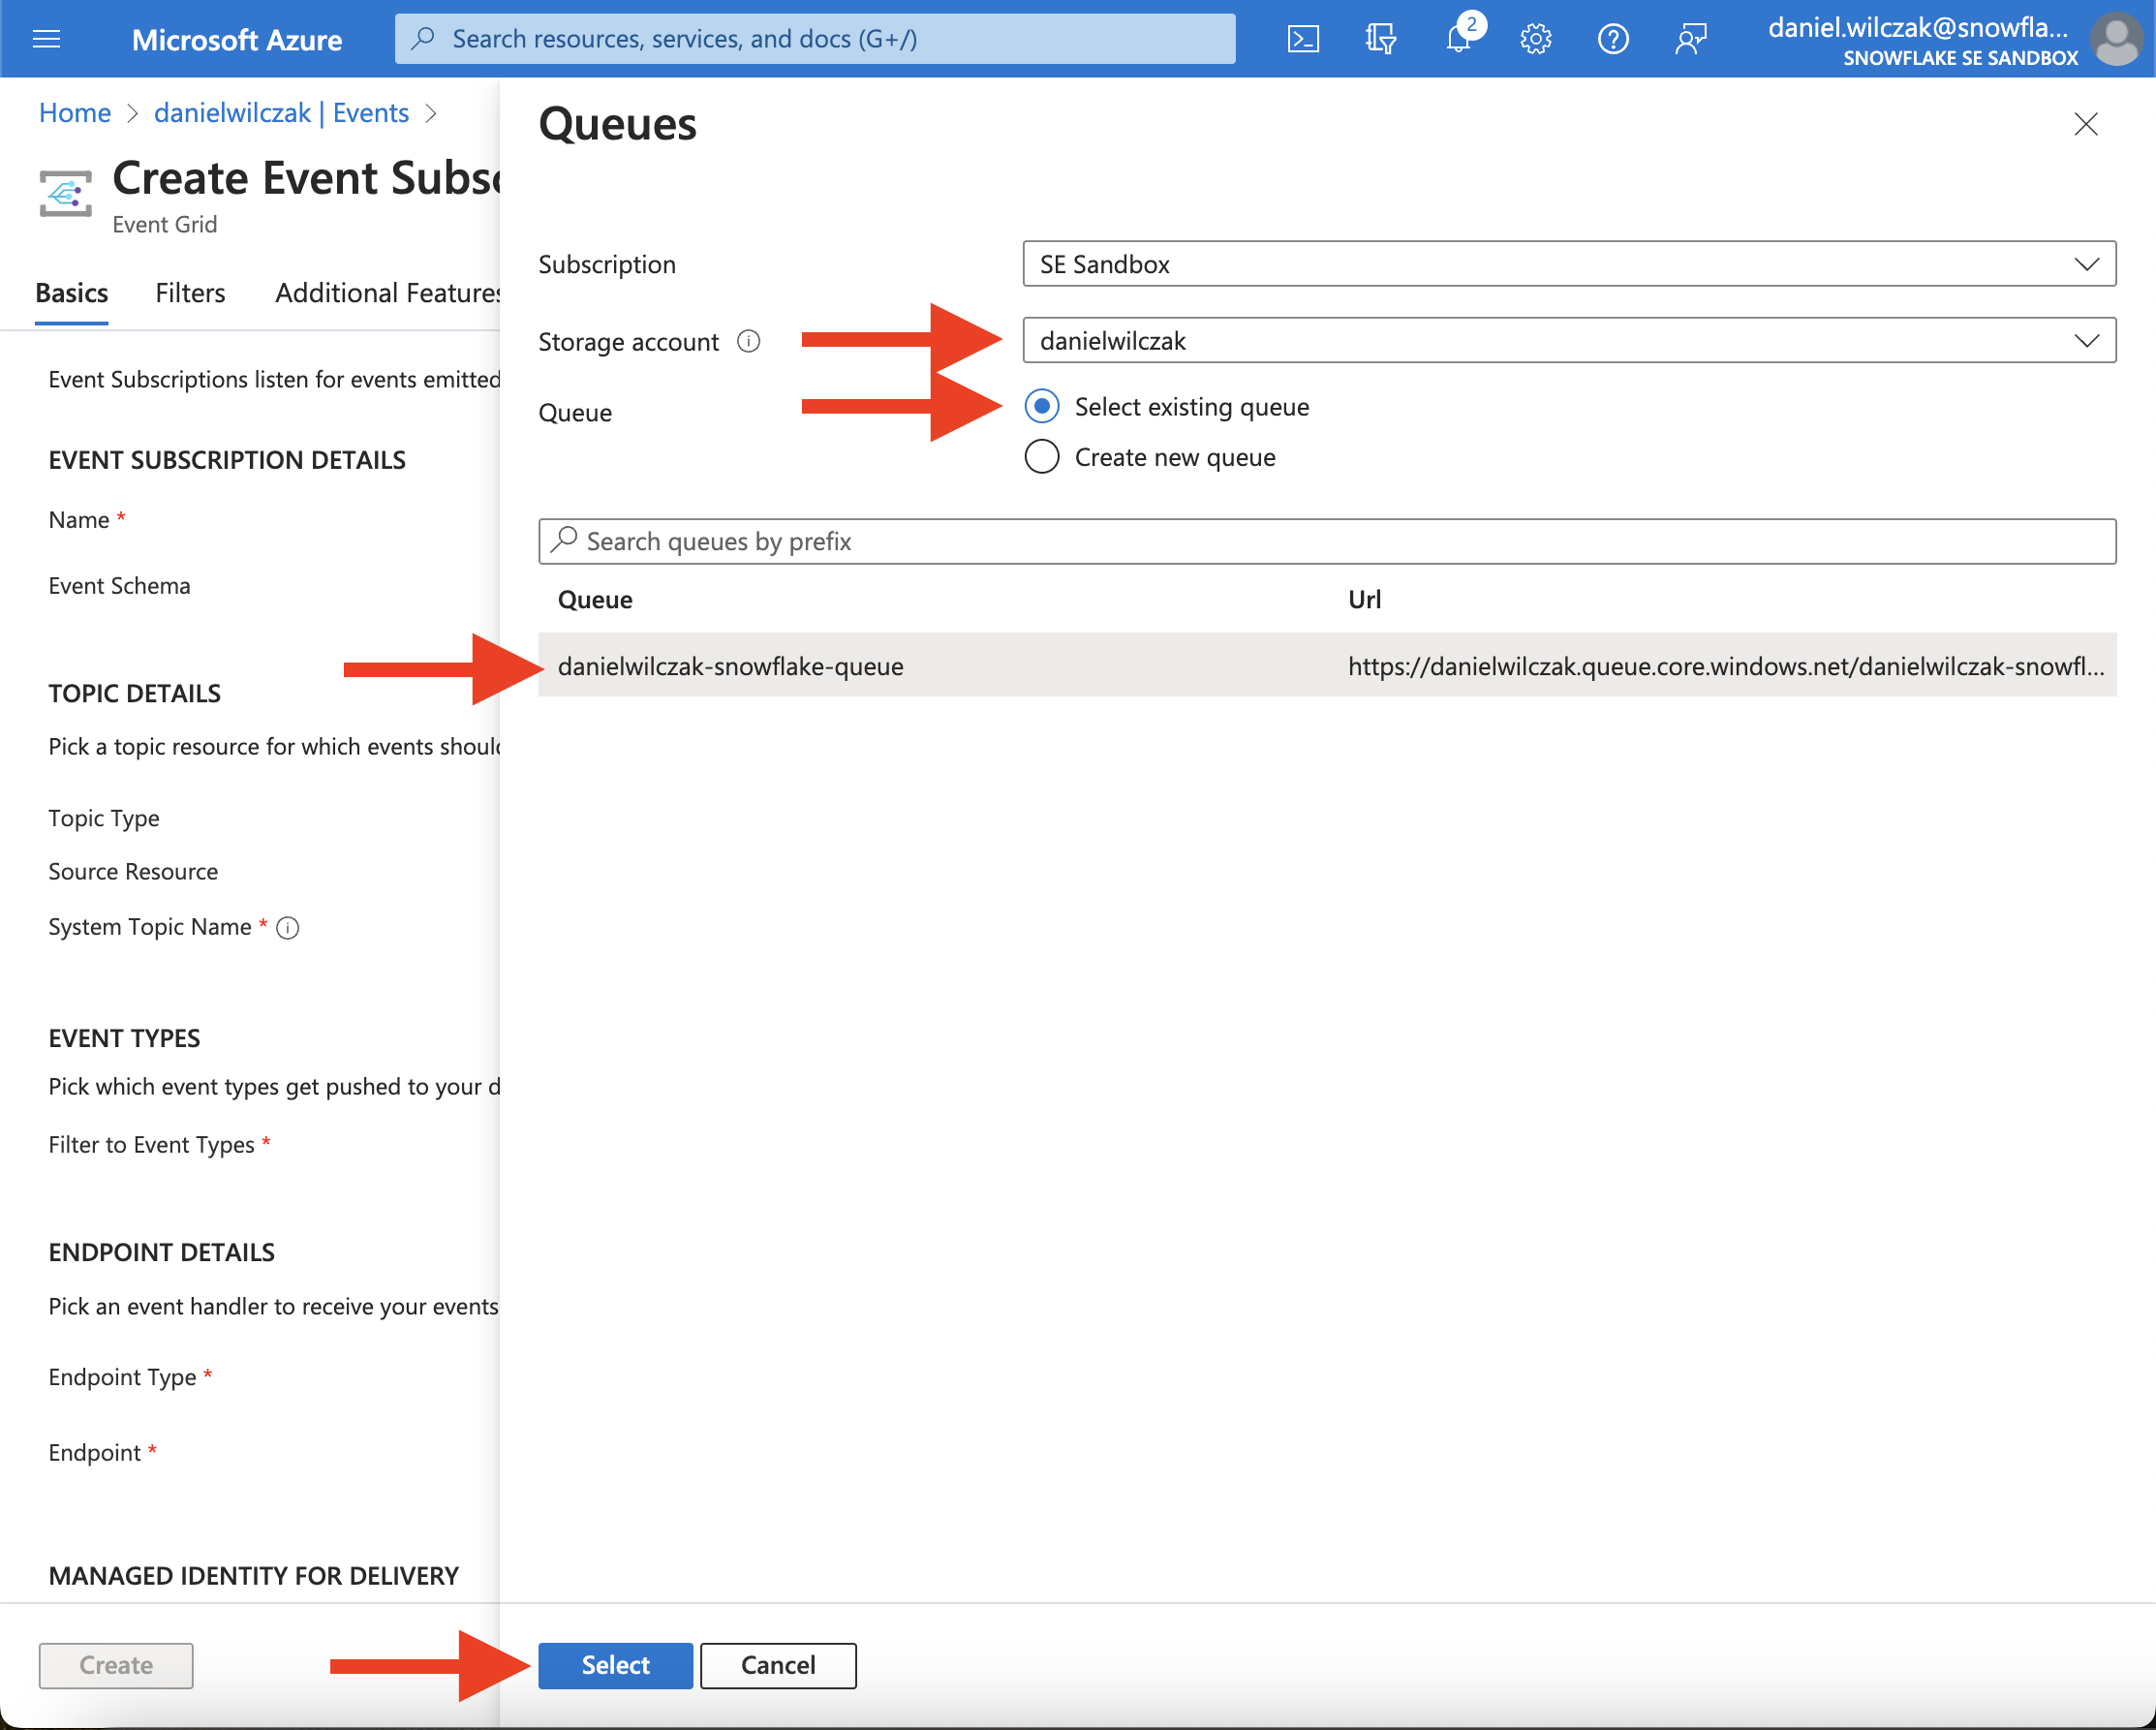 Microsoft Azure
Search resources, services, and docs (G+/)
2
daniel.wilczak@snowfla...
SNOWFLAKE SE SANDBOX
Home > danielwilczak | Events >
Create Event Subsc
Event Grid
Basics Filters Additional Features
Event Subscriptions listen for events emitted
EVENT SUBSCRIPTION DETAILS
Name *
Event Schema
TOPIC DETAILS
Pick a topic resource for which events should
Topic Type
Source Resource
System Topic Name *
EVENT TYPES
Pick which event types get pushed to your d
Filter to Event Types *
ENDPOINT DETAILS
Pick an event handler to receive your events
Endpoint Type *
Endpoint *
MANAGED IDENTITY FOR DELIVERY
Create
Queues
Subscription
SE Sandbox
Storage account
danielwilczak
Queue
Select existing queue
Create new queue
Search queues by prefix
Queue Url
danielwilczak-snowflake-queue https://danielwilczak.queue.core.windows.net/danielwilczak-snowfl...
Select Cancel